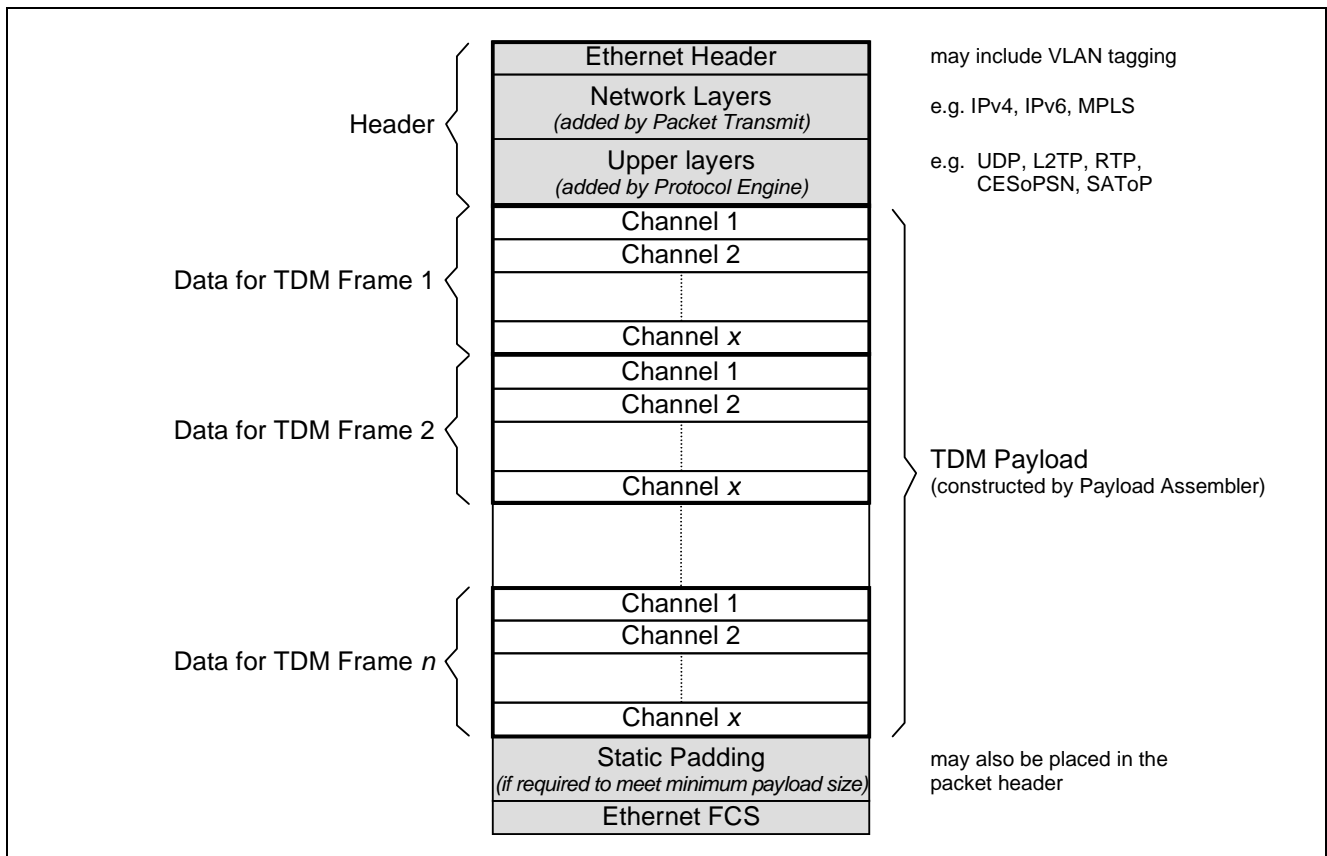 Ethernet Header
may include VLAN tagging
Header
Network Layers
(added by Packet Transmit)
e.g. IPv4, IPv6, MPLS
Upper layers
(added by Protocol Engine)
e.g. UDP, L2TP, RTP,
CESoPSN, SAToP
Data for TDM Frame 1
Channel 1
Channel 2
Channel x
Data for TDM Frame 2
Channel 1
Channel 2
Channel x
TDM Payload
(constructed by Payload Assembler)
Data for TDM Frame n
Channel 1
Channel 2
Channel x
Static Padding
(if required to meet minimum payload size)
may also be placed in the
packet header
Ethernet FCS